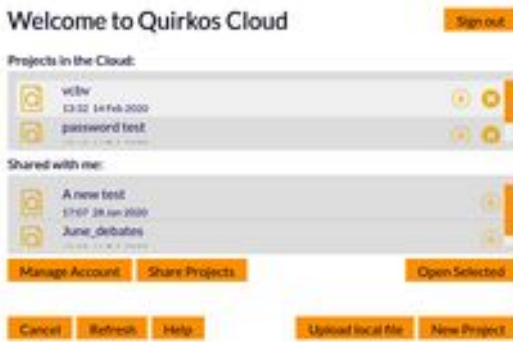 Welcome to Quirkos Cloud
Sign out
Projects in the Cloud:
vcbv
13:32 14 Feb 2020
password test
Shared with me:
A new test
17:07 28 Jan 2020
June_debates
Manage Account
Share Projects
Open Selected
Cancel
Refresh
Help
Upload local file
New Project